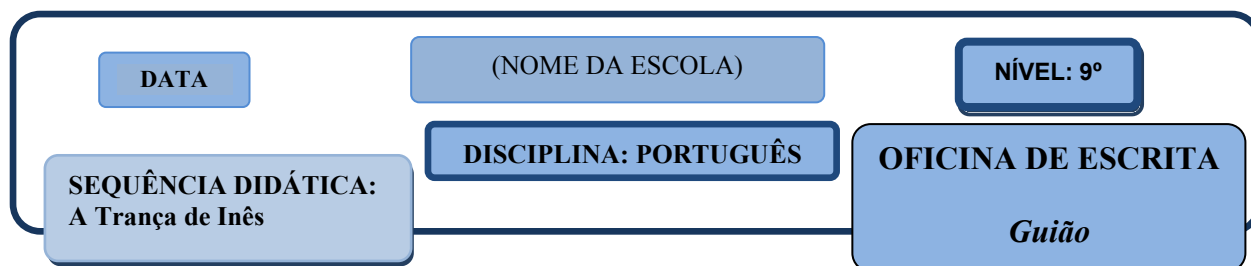 DATA
(NOME DA ESCOLA)
NÍVEL: 9º
DISCIPLINA: PORTUGUÊS
SEQUÊNCIA DIDÁTICA:
A Trança de Inês
OFICINA DE ESCRITA
Guião